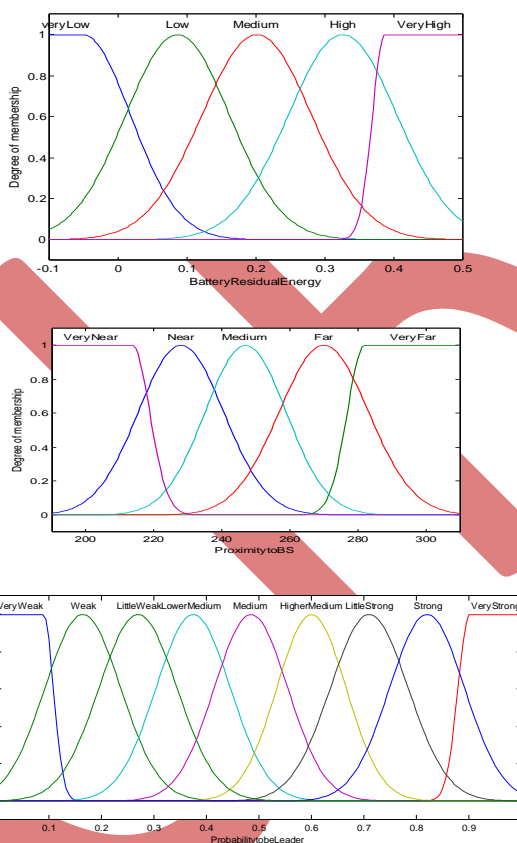 veryLow Low Medium High VeryHigh
1
0.8
0.6
0.4
0.2
0
Degree of membership
-0.1 0 0.1 0.2 0.3 0.4 0.5
BatteryResidualEnergy
VeryNear Near Medium Far VeryFar
1
0.8
0.6
0.4
0.2
0
Degree of membership
200 220 240 260 280 300
ProximitytoBS
VeryWeak Weak LittleWeak LowerMedium Medium HigherMedium LittleStrong Strong VeryStrong
0.1 0.2 0.3 0.4 0.5 0.6 0.7 0.8 0.9
ProbabilitytobeLeader